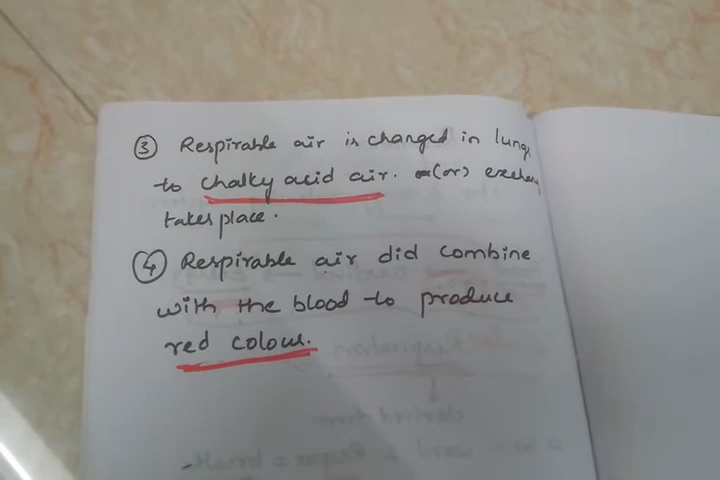 ③ Respirable air is changed in lungs
to chalky acid air. (or) exchang
takes place.
④ Respirable air did combine
with the blood to produce
red colour.